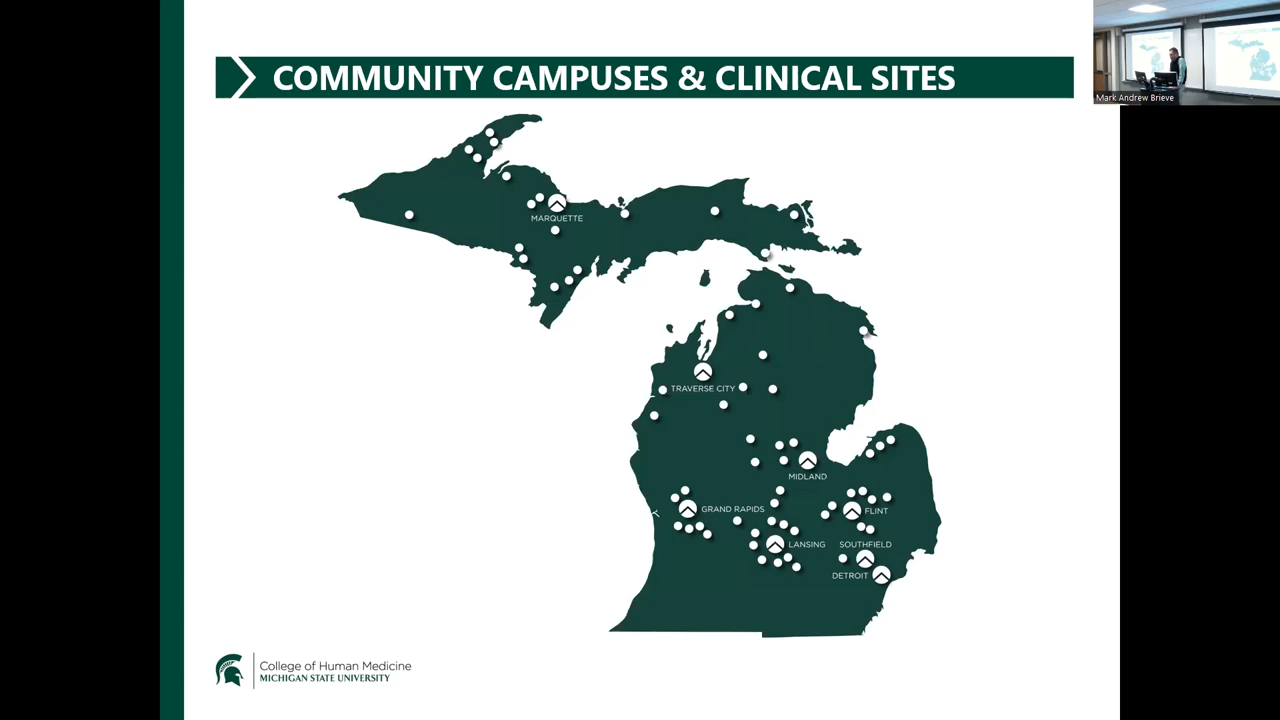 COMMUNITY CAMPUSES & CLINICAL SITES
Mark Andrew Brieve
MARQUETTE
TRAVERSE CITY
MIDLAND
GRAND RAPIDS
FLINT
LANSING
SOUTHFIELD
DETROIT
College of Human Medicine
MICHIGAN STATE UNIVERSITY